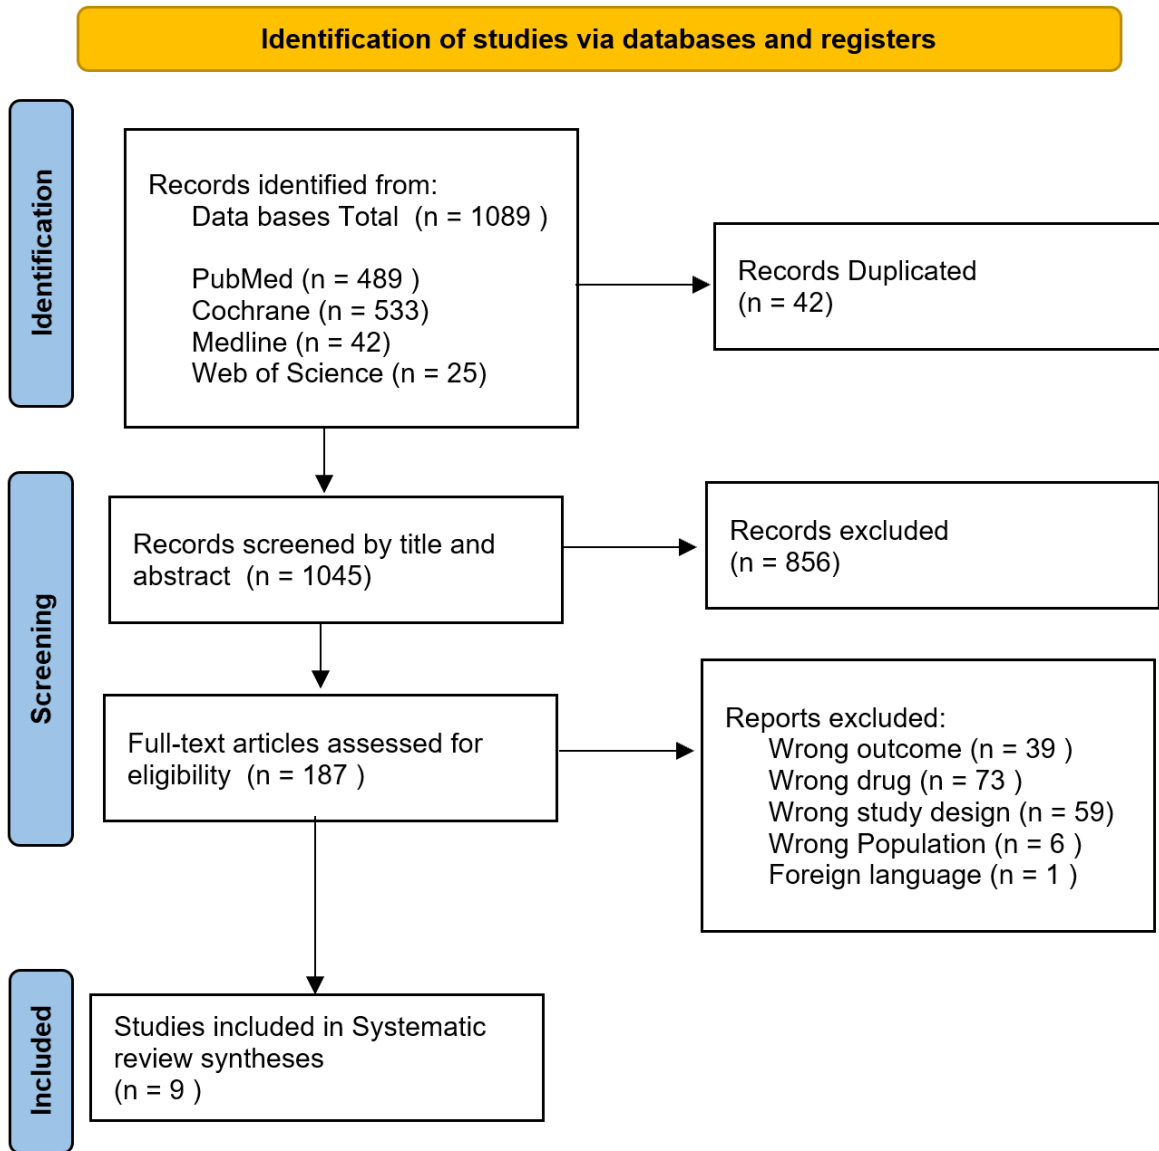 Identification of studies via databases and registers
Identification
Records identified from:
Data bases Total (n = 1089 )
PubMed (n = 489 )
Cochrane (n = 533)
Medline (n = 42)
Web of Science (n = 25)
Records Duplicated
(n = 42)
Screening
Records screened by title and
abstract (n = 1045)
Records excluded
(n = 856)
Full-text articles assessed for
eligibility (n = 187 )
Reports excluded:
Wrong outcome (n = 39 )
Wrong drug (n = 73 )
Wrong study design (n = 59)
Wrong Population (n = 6 )
Foreign language (n = 1 )
Included
Studies included in Systematic
review syntheses
(n = 9 )